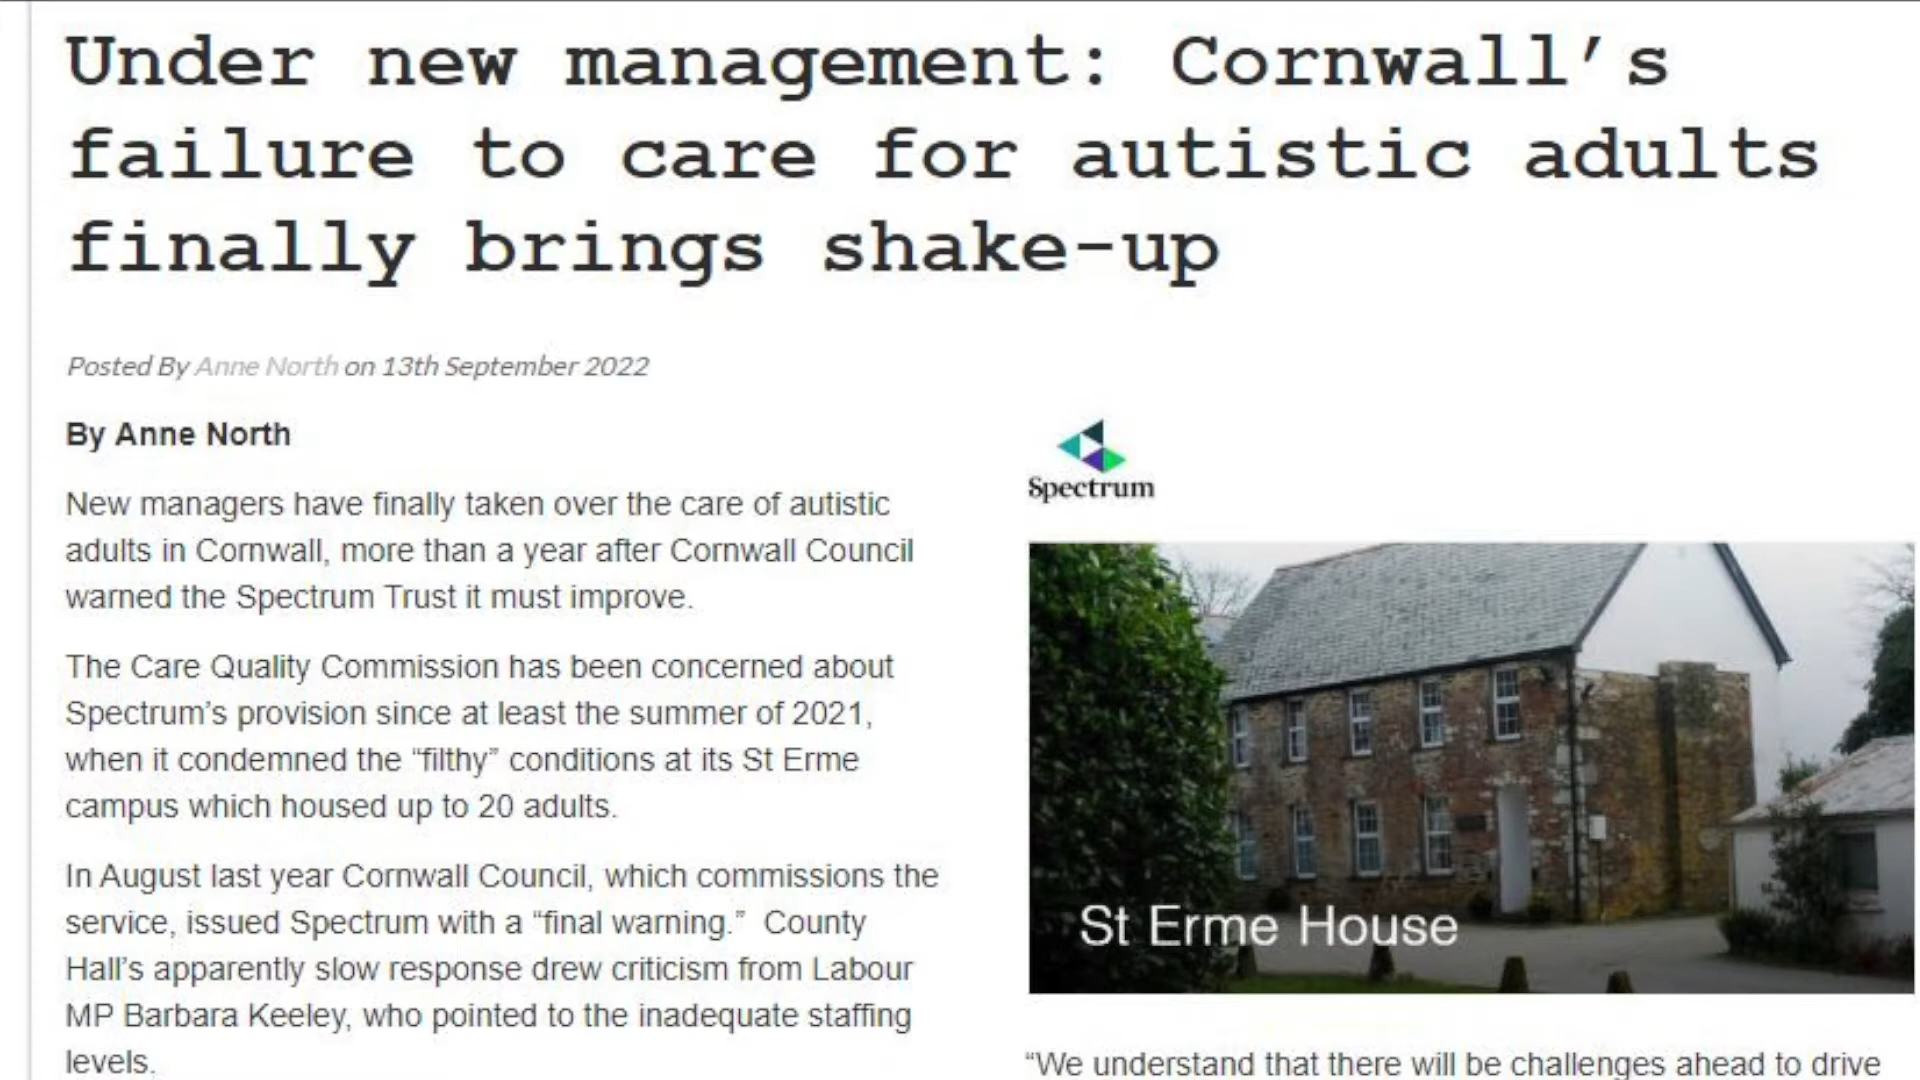 Under new management: Cornwall’s
failure to care for autistic adults
finally brings shake-up
Posted By Anne North on 13th September 2022
By Anne North
New managers have finally taken over the care of autistic
adults in Cornwall, more than a year after Cornwall Council
warned the Spectrum Trust it must improve.
The Care Quality Commission has been concerned about
Spectrum’s provision since at least the summer of 2021,
when it condemned the “filthy” conditions at its St Erme
campus which housed up to 20 adults.
In August last year Cornwall Council, which commissions the
service, issued Spectrum with a “final warning.”  County
Hall’s apparently slow response drew criticism from Labour
MP Barbara Keeley, who pointed to the inadequate staffing
levels.
Spectrum
St Erme House
“We understand that there will be challenges ahead to drive